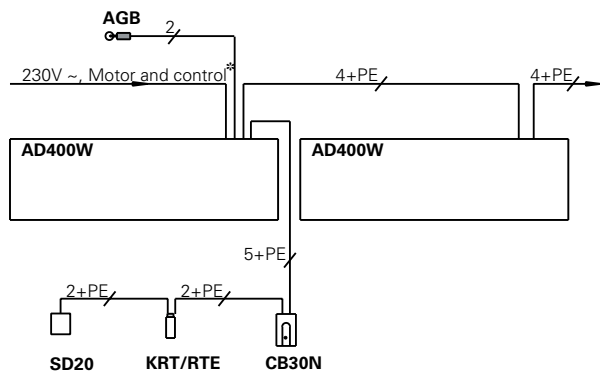 AGB
2
230V ~, Motor and control*
4+PE
4+PE
AD400W
AD400W
5+PE
2+PE
2+PE
SD20
KRT/RTE
CB30N